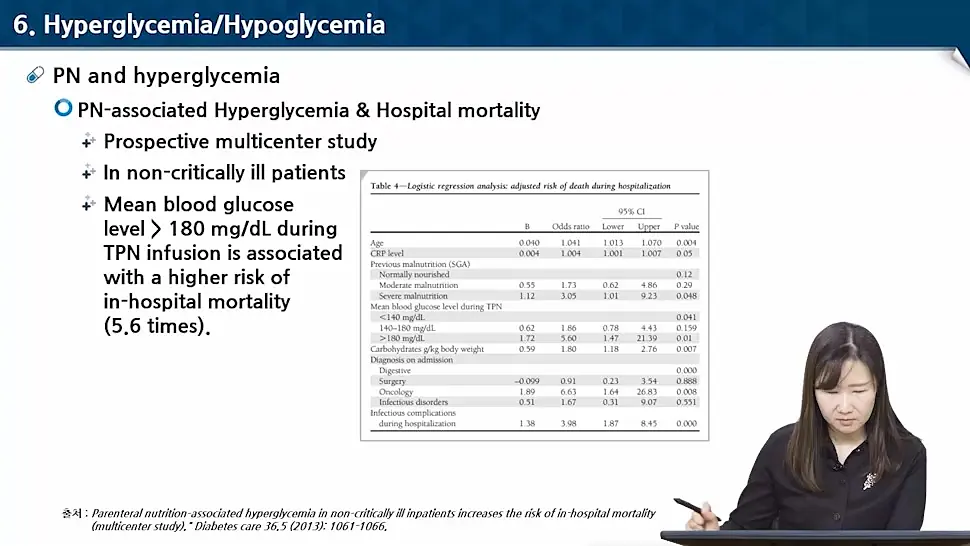 6. Hyperglycemia/Hypoglycemia
PN and hyperglycemia
PN-associated Hyperglycemia & Hospital mortality
Prospective multicenter study
In non-critically ill patients
Mean blood glucose
level > 180 mg/dL during
TPN infusion is associated
with a higher risk of
in-hospital mortality
(5.6 times).
Table 4—Logistic regression analysis: adjusted risk of death during hospitalization
95% CI
B Odds ratio Lower Upper P value
Age 0.040 1.041 1.013 1.070 0.004
CRP level 0.004 1.004 1.001 1.007 0.05
Previous malnutrition (SGA)
Normally nourished 0.12
Moderate malnutrition 0.55 1.73 0.62 4.86 0.29
Severe malnutrition 1.12 3.05 1.01 9.23 0.048
Mean blood glucose level during TPN
<140 mg/dL 0.041
140–180 mg/dL 0.62 1.86 0.78 4.43 0.159
>180 mg/dL 1.72 5.60 1.47 21.39 0.01
Carbohydrates g/kg body weight 0.59 1.80 1.18 2.76 0.007
Diagnosis on admission
Digestive 0.000
Surgery −0.099 0.91 0.23 3.54 0.888
Oncology 1.89 6.63 1.64 26.83 0.008
Infectious disorders 0.51 1.67 0.31 9.07 0.551
Infectious complications
during hospitalization 1.38 3.98 1.87 8.45 0.000
출처 : Parenteral nutrition-associated hyperglycemia in non-critically ill inpatients increases the risk of in-hospital mortality
(multicenter study)." Diabetes care 36.5 (2013): 1061-1066.